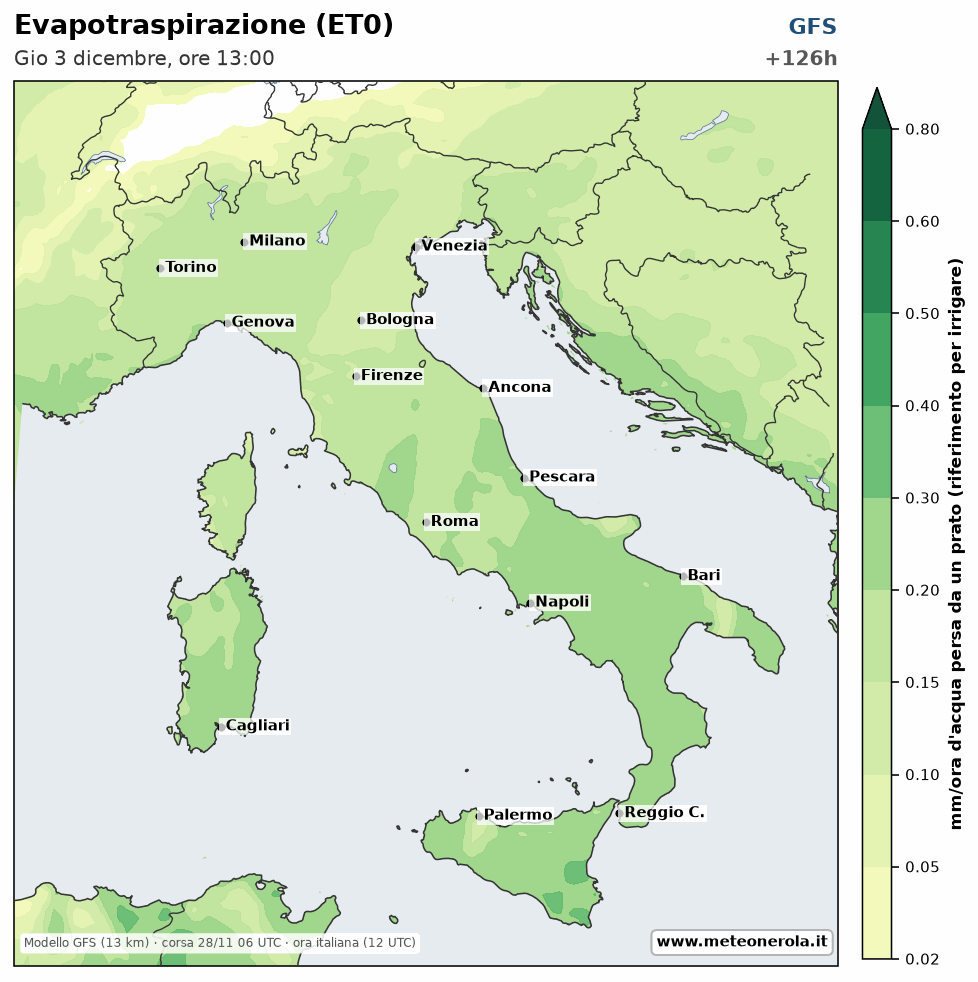 Evapotraspirazione (ET0)
GFS
Gio 3 dicembre, ore 13:00
+126h
Milano
Venezia
Torino
Genova
Bologna
Firenze
Ancona
Pescara
Roma
Bari
Napoli
Cagliari
Palermo
Reggio C.
0.80
0.60
0.50
0.40
0.30
0.20
0.15
0.10
0.05
0.02
mm/ora d'acqua persa da un prato (riferimento per irrigare)
Modello GFS (13 km) · corsa 28/11 06 UTC · ora italiana (12 UTC)
www.meteonerola.it